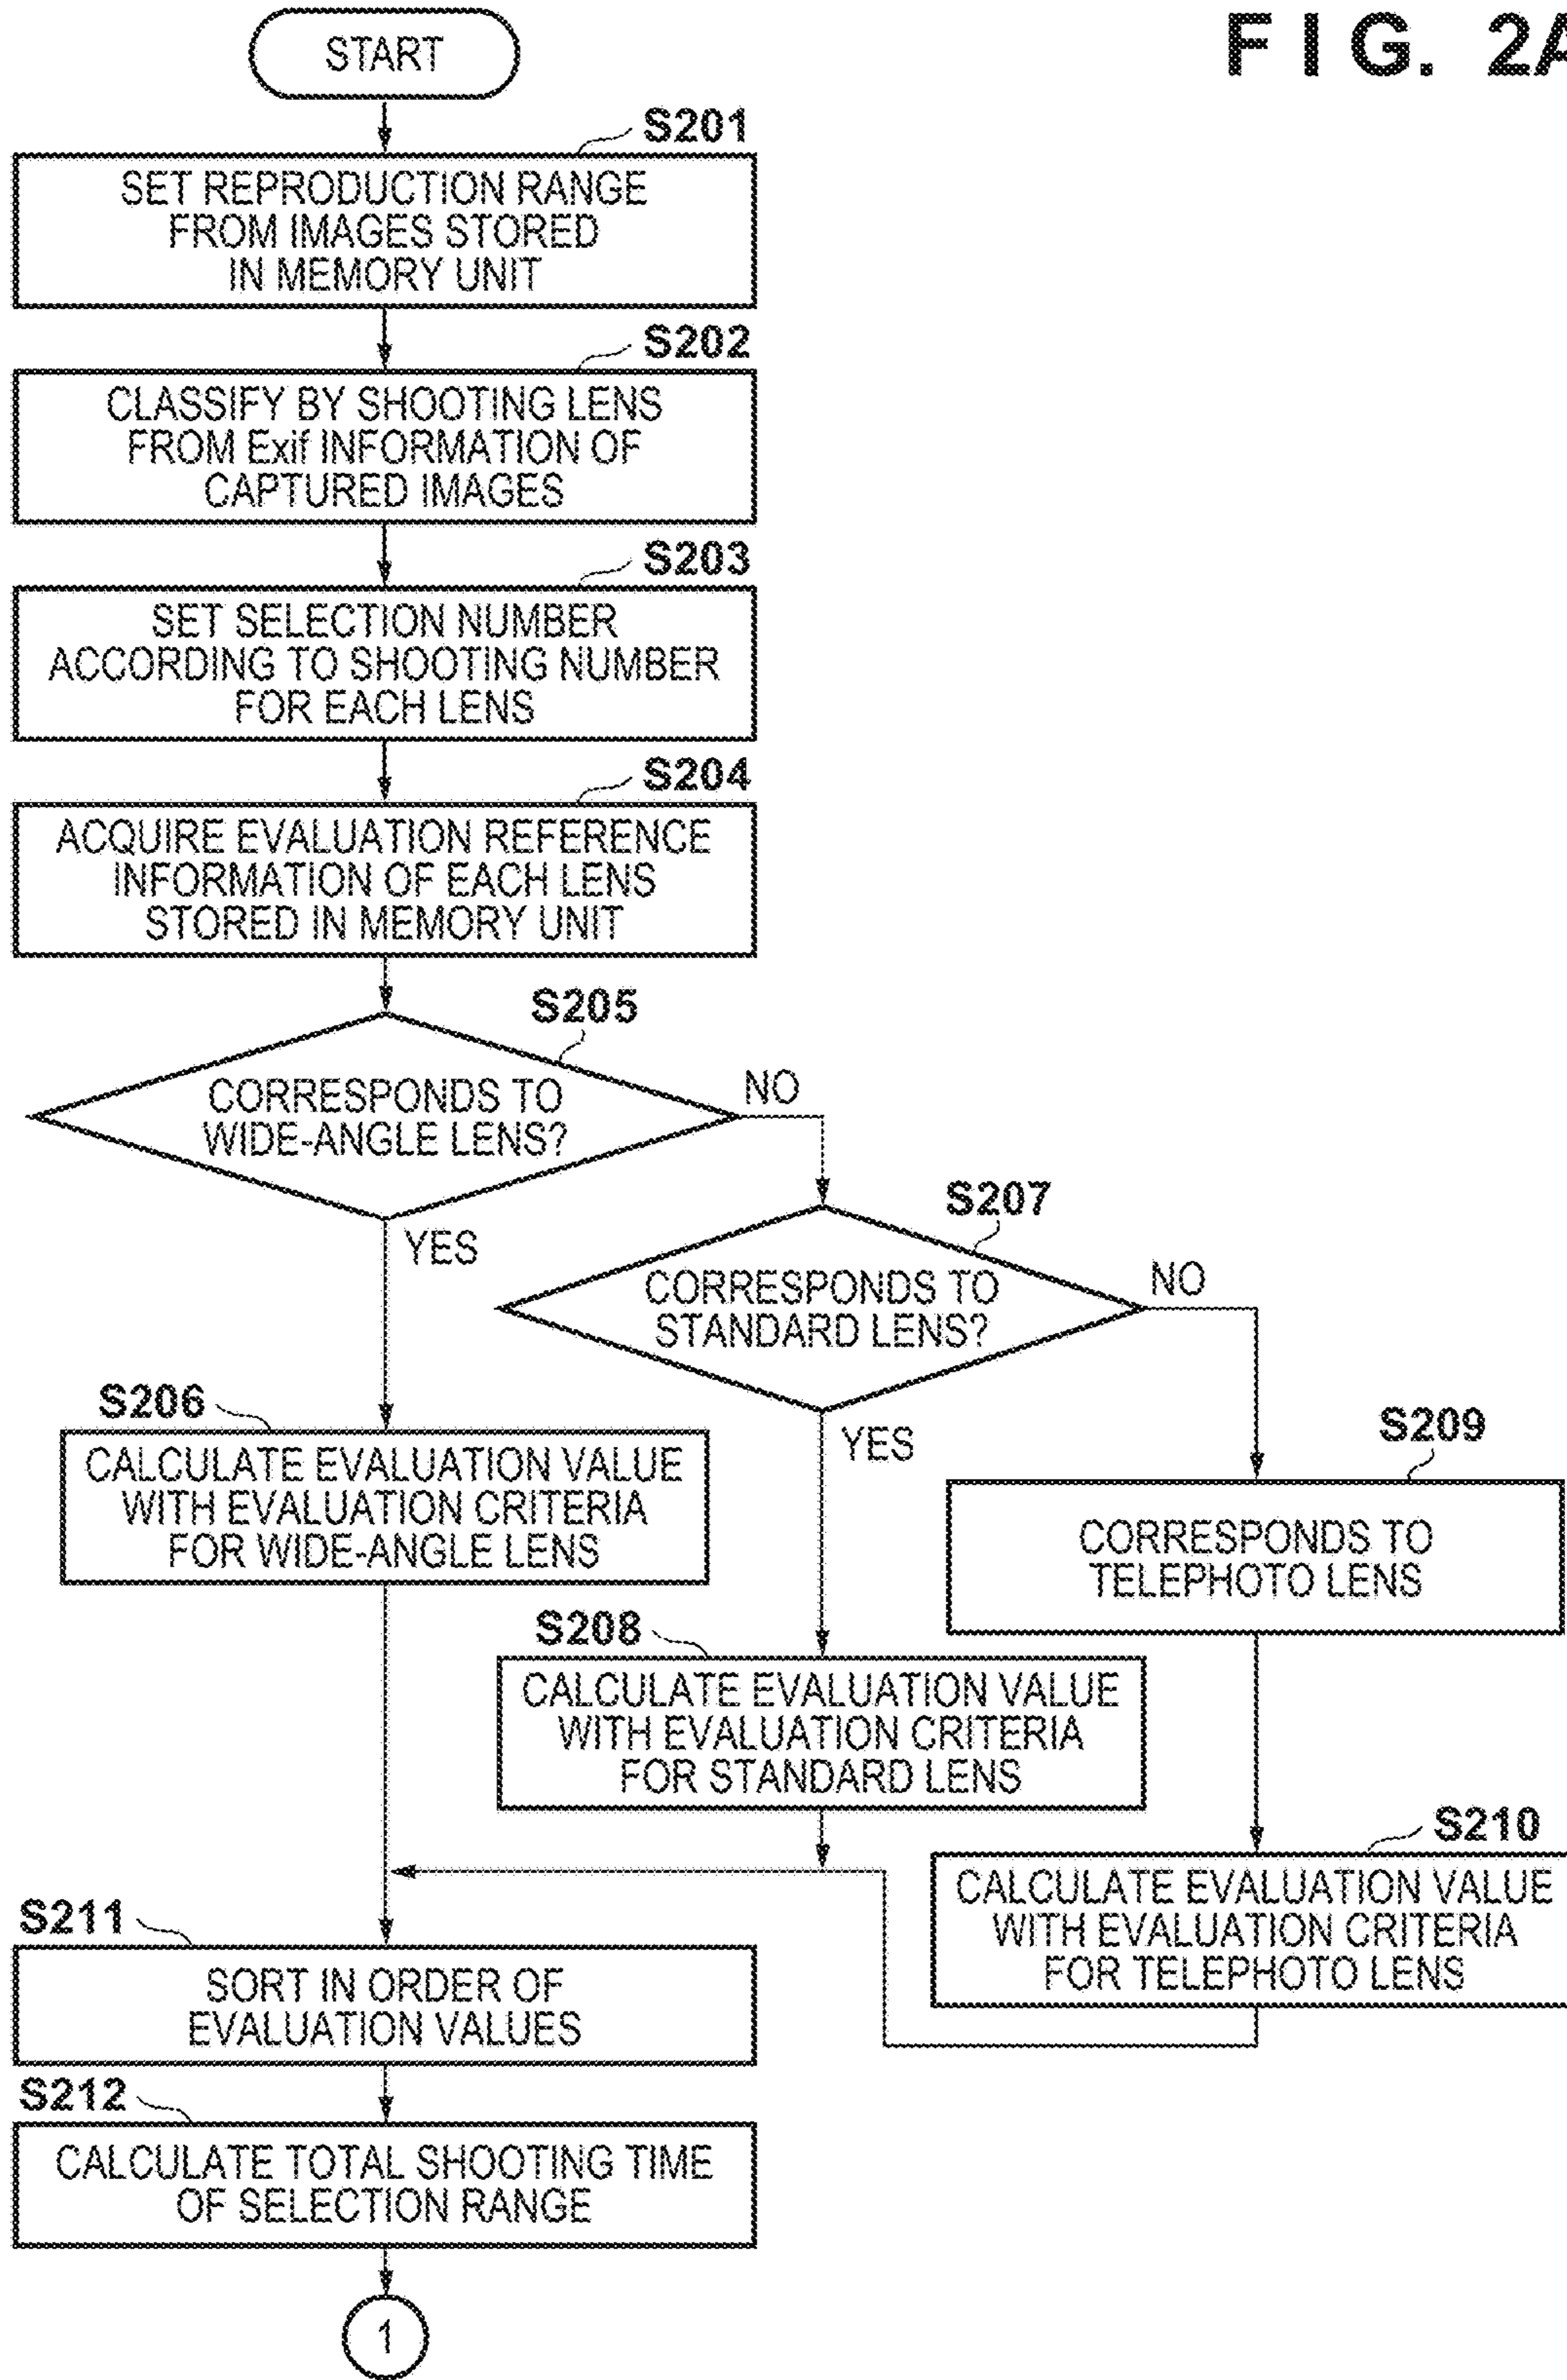 FIG. 2A
START
S201
SET REPRODUCTION RANGE
FROM IMAGES STORED
IN MEMORY UNIT
S202
CLASSIFY BY SHOOTING LENS
FROM Exif INFORMATION OF
CAPTURED IMAGES
S203
SET SELECTION NUMBER
ACCORDING TO SHOOTING NUMBER
FOR EACH LENS
S204
ACQUIRE EVALUATION REFERENCE
INFORMATION OF EACH LENS
STORED IN MEMORY UNIT
S205
CORRESPONDS TO
WIDE-ANGLE LENS?
NO
YES
S207
CORRESPONDS TO
STANDARD LENS?
NO
YES
S206
CALCULATE EVALUATION VALUE
WITH EVALUATION CRITERIA
FOR WIDE-ANGLE LENS
S209
CORRESPONDS TO
TELEPHOTO LENS
S208
CALCULATE EVALUATION VALUE
WITH EVALUATION CRITERIA
FOR STANDARD LENS
S210
CALCULATE EVALUATION VALUE
WITH EVALUATION CRITERIA
FOR TELEPHOTO LENS
S211
SORT IN ORDER OF
EVALUATION VALUES
S212
CALCULATE TOTAL SHOOTING TIME
OF SELECTION RANGE
1